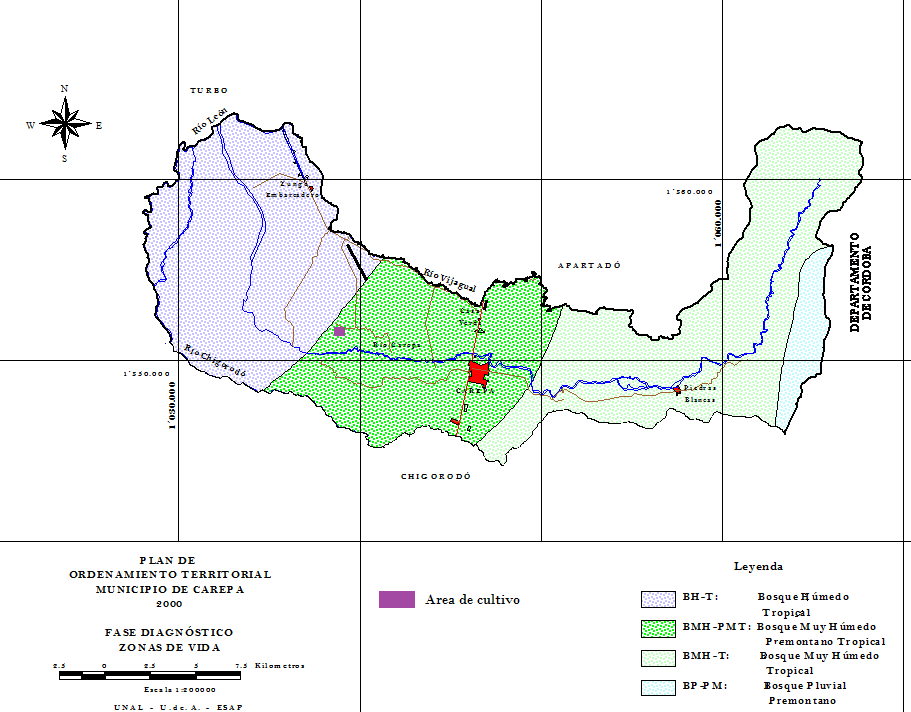 TURBO
N
W E
S
Río León
Zungo
Embarcadero
1´580.000
1´060.000
DEPARTAMENTO
DE CORDOBA
APARTADÓ
Río Vijagual
Casa
Verde
Río Carepa
Río Chigorodó
1´530.000
1´050.000
CAREPA
Piedras
Blancas
CHIGORODÓ
PLAN DE
ORDENAMIENTO TERRITORIAL
MUNICIPIO DE CAREPA
2000
FASE DIAGNÓSTICO
ZONAS DE VIDA
2.5 0 2.5 5 7.5 Kilometros
Escala 1:200000
UNAL - U. de. A. - ESAP
Area de cultivo
Leyenda
BH-T: Bosque Húmedo
Tropical
BMH-PMT: Bosque Muy Húmedo
Premontano Tropical
BMH-T: Bosque Muy Húmedo
Tropical
BP-PM: Bosque Pluvial
Premontano